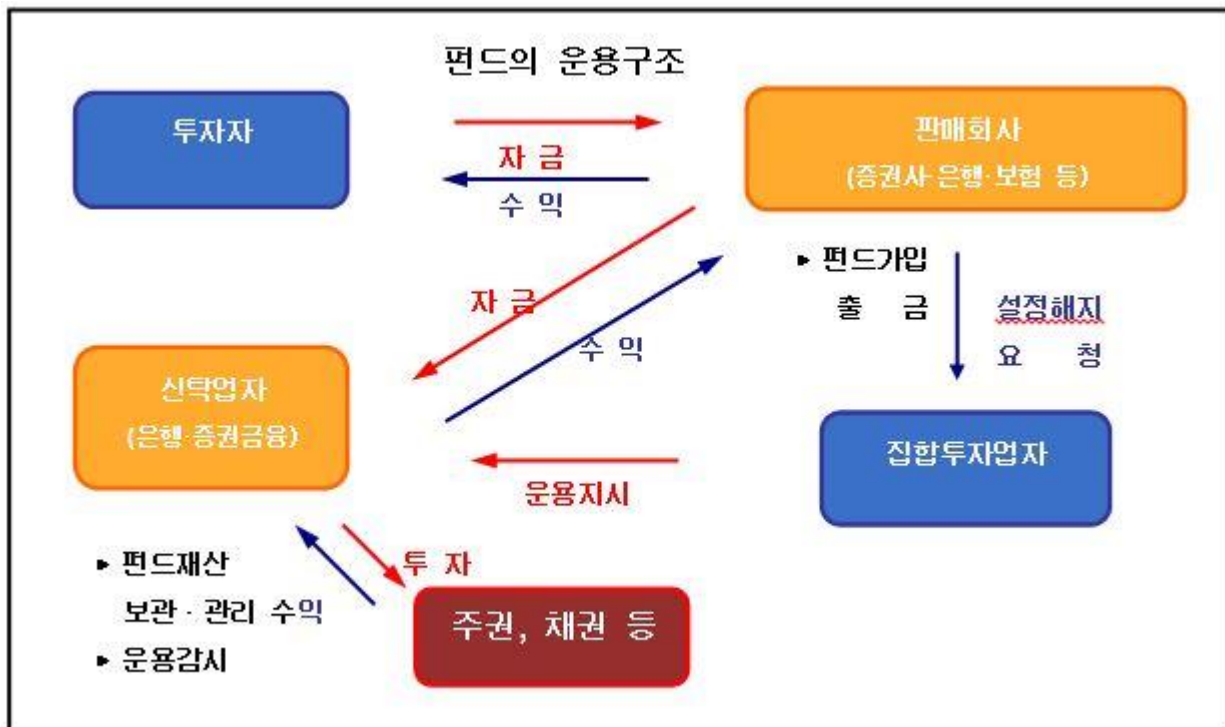 펀드의 운용구조
투자자
판매회사
(증권사·은행·보험 등)
자 금
수 익
▸ 펀드가입
출 금
설정해지
요 청
자 금
수 익
신탁업자
(은행·증권금융)
집합투자업자
운용지시
▸ 펀드재산
보관·관리 수익
▸ 운용감시
투 자
주권, 채권 등